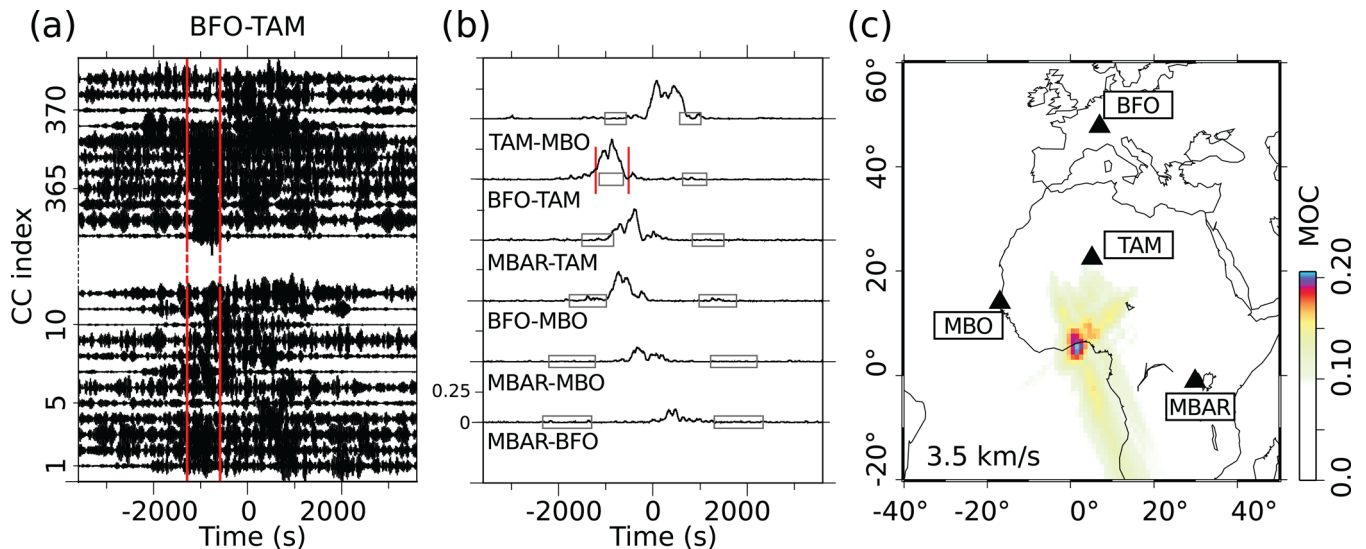 (a)
BFO-TAM
CC index
370
365
10
5
1
-2000
0
2000
Time (s)
(b)
TAM-MBO
BFO-TAM
MBAR-TAM
BFO-MBO
MBAR-MBO
0.25
0
MBAR-BFO
-2000
0
2000
Time (s)
(c)
60°
40°
20°
0°
-20°
BFO
TAM
MBO
MBAR
3.5 km/s
-40°
-20°
0°
20°
40°
MOC
0.20
0.10
0.0